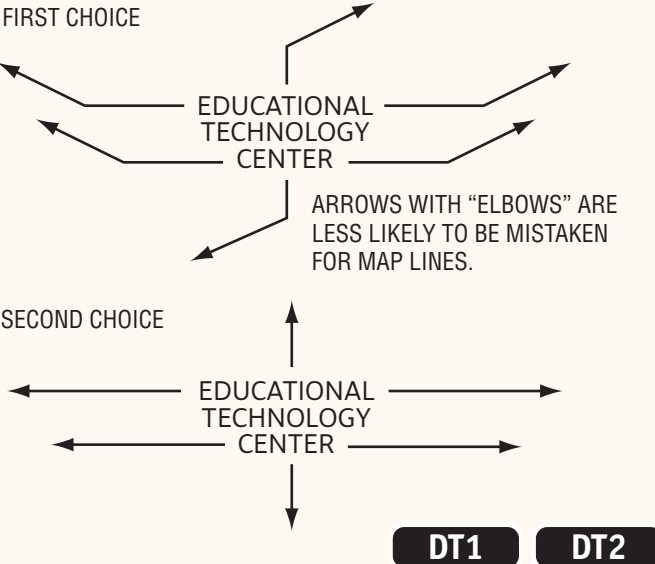 FIRST CHOICE
EDUCATIONAL
TECHNOLOGY
CENTER
ARROWS WITH “ELBOWS” ARE
LESS LIKELY TO BE MISTAKEN
FOR MAP LINES.
SECOND CHOICE
EDUCATIONAL
TECHNOLOGY
CENTER
DT1 DT2